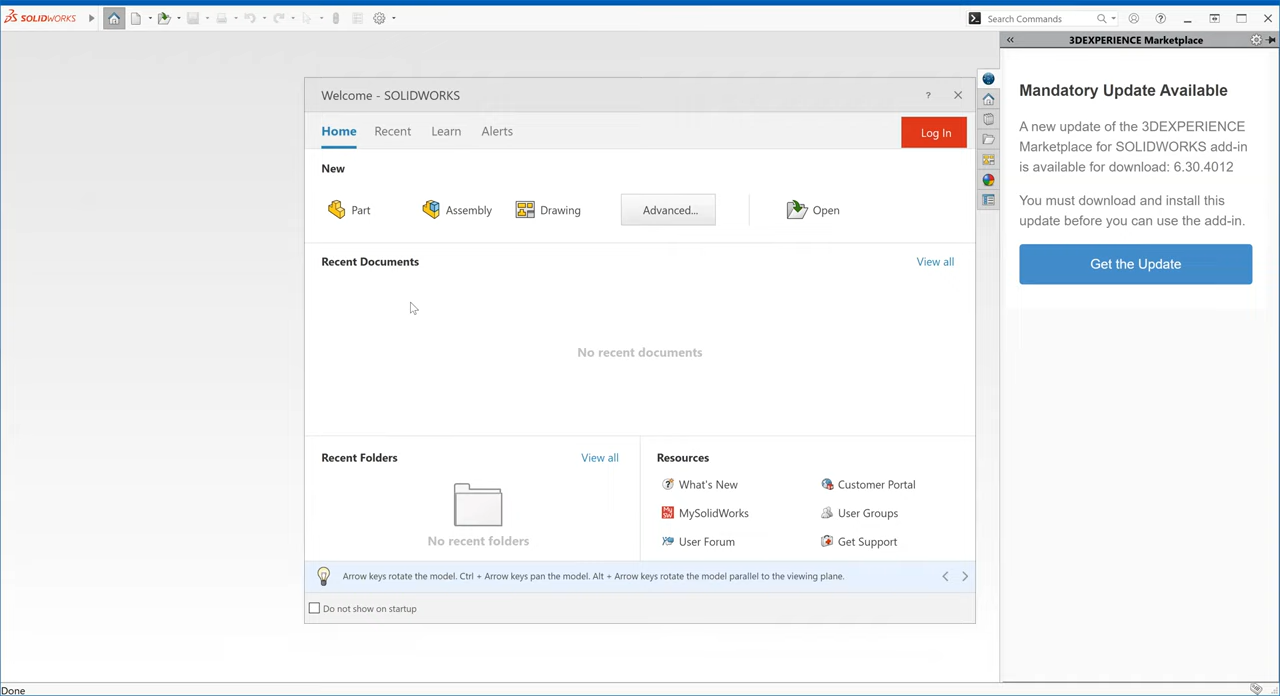 SOLIDWORKS
Search Commands
3DEXPERIENCE Marketplace
Welcome - SOLIDWORKS
Home
Recent
Learn
Alerts
Log In
New
Part
Assembly
Drawing
Advanced...
Open
Recent Documents
View all
No recent documents
Recent Folders
View all
No recent folders
Resources
What's New
Customer Portal
MySolidWorks
User Groups
User Forum
Get Support
Arrow keys rotate the model. Ctrl + Arrow keys pan the model. Alt + Arrow keys rotate the model parallel to the viewing plane.
Do not show on startup
Mandatory Update Available
A new update of the 3DEXPERIENCE
Marketplace for SOLIDWORKS add-in
is available for download: 6.30.4012
You must download and install this
update before you can use the add-in.
Get the Update
Done